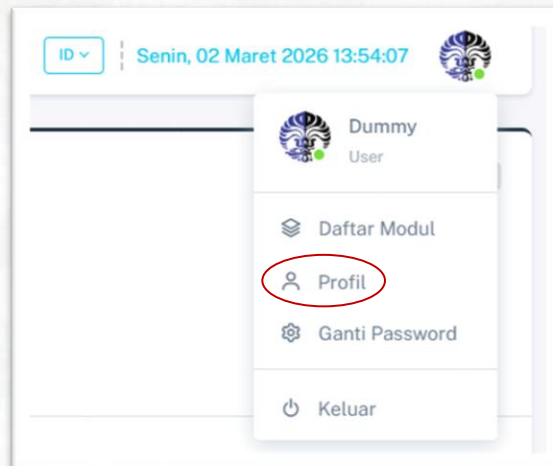 ID
Senin, 02 Maret 2026 13:54:07
Dummy
User
Daftar Modul
Profil
Ganti Password
Keluar